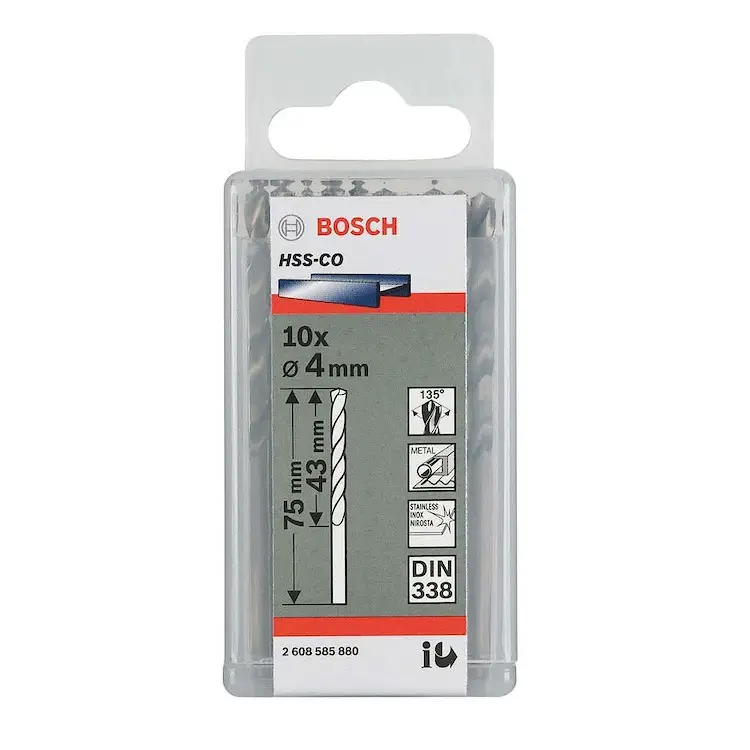 BOSCH
HSS-CO
10x
ø 4 mm
75 mm
43 mm
135°
METAL
STAINLESS
INOX
NIROSTA
DIN
338
2 608 585 880